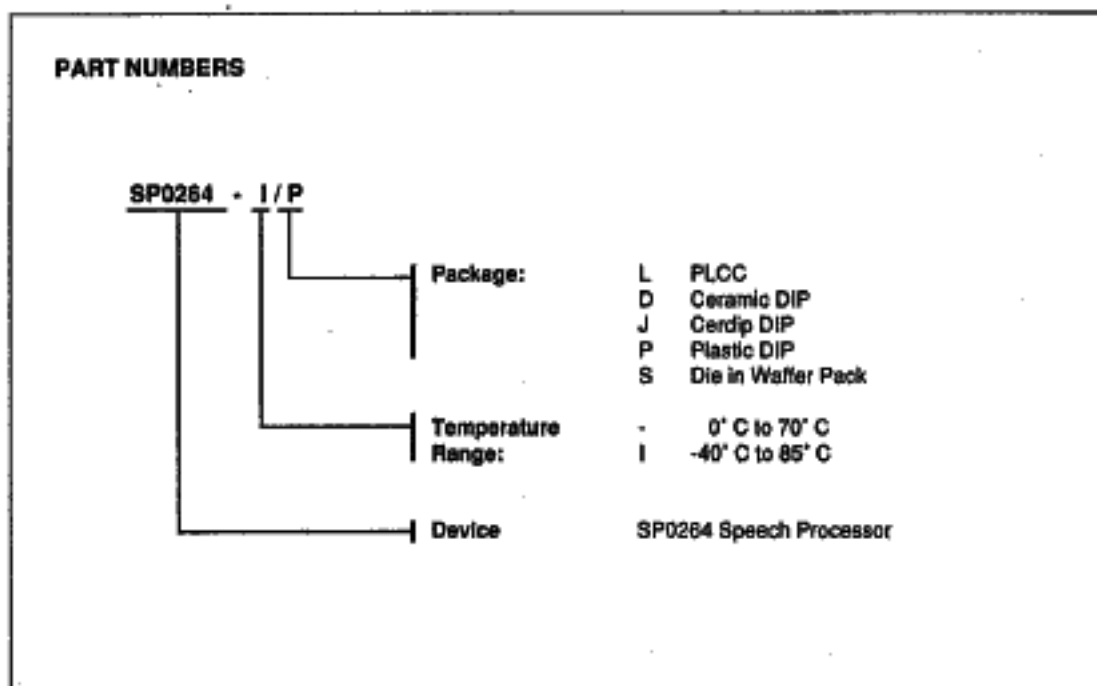 PART NUMBERS
SP0264 - I / P
Package: L PLCC
D Ceramic DIP
J Cerdip DIP
P Plastic DIP
S Die in Waffer Pack
Temperature - 0° C to 70° C
Range: I -40° C to 85° C
Device SP0264 Speech Processor